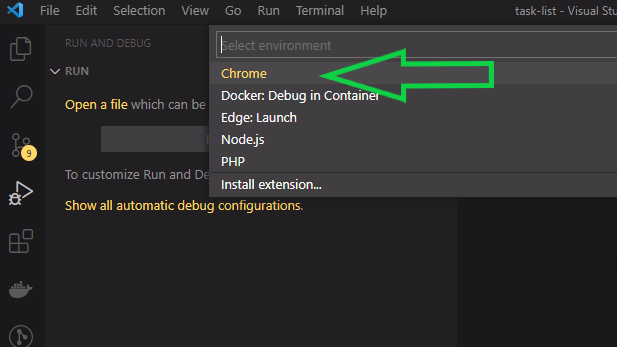 File Edit Selection View Go Run Terminal Help task-list - Visual Stu
RUN AND DEBUG
Select environment
RUN
Chrome
Open a file which can be
Docker: Debug in Container
Edge: Launch
Node.js
9
PHP
To customize Run and De
Install extension...
Show all automatic debug configurations.